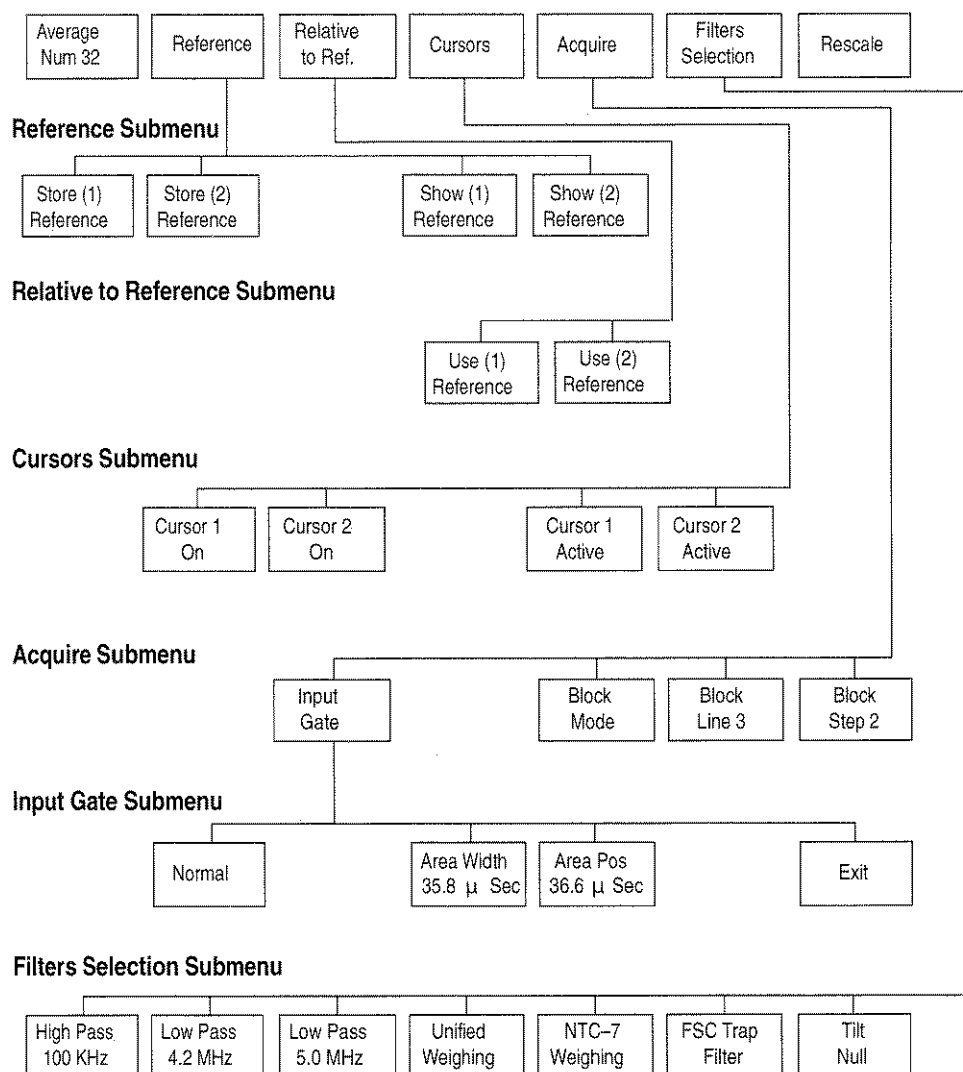 Average
Num 32
Reference
Relative
to Ref.
Cursors
Acquire
Filters
Selection
Rescale
Reference Submenu
Store (1)
Reference
Store (2)
Reference
Show (1)
Reference
Show (2)
Reference
Relative to Reference Submenu
Use (1)
Reference
Use (2)
Reference
Cursors Submenu
Cursor 1
On
Cursor 2
On
Cursor 1
Active
Cursor 2
Active
Acquire Submenu
Input
Gate
Block
Mode
Block
Line 3
Block
Step 2
Input Gate Submenu
Normal
Area Width
35.8 μ Sec
Area Pos
36.6 μ Sec
Exit
Filters Selection Submenu
High Pass
100 KHz
Low Pass
4.2 MHz
Low Pass
5.0 MHz
Unified
Weighing
NTC–7
Weighing
FSC Trap
Filter
Tilt
Null